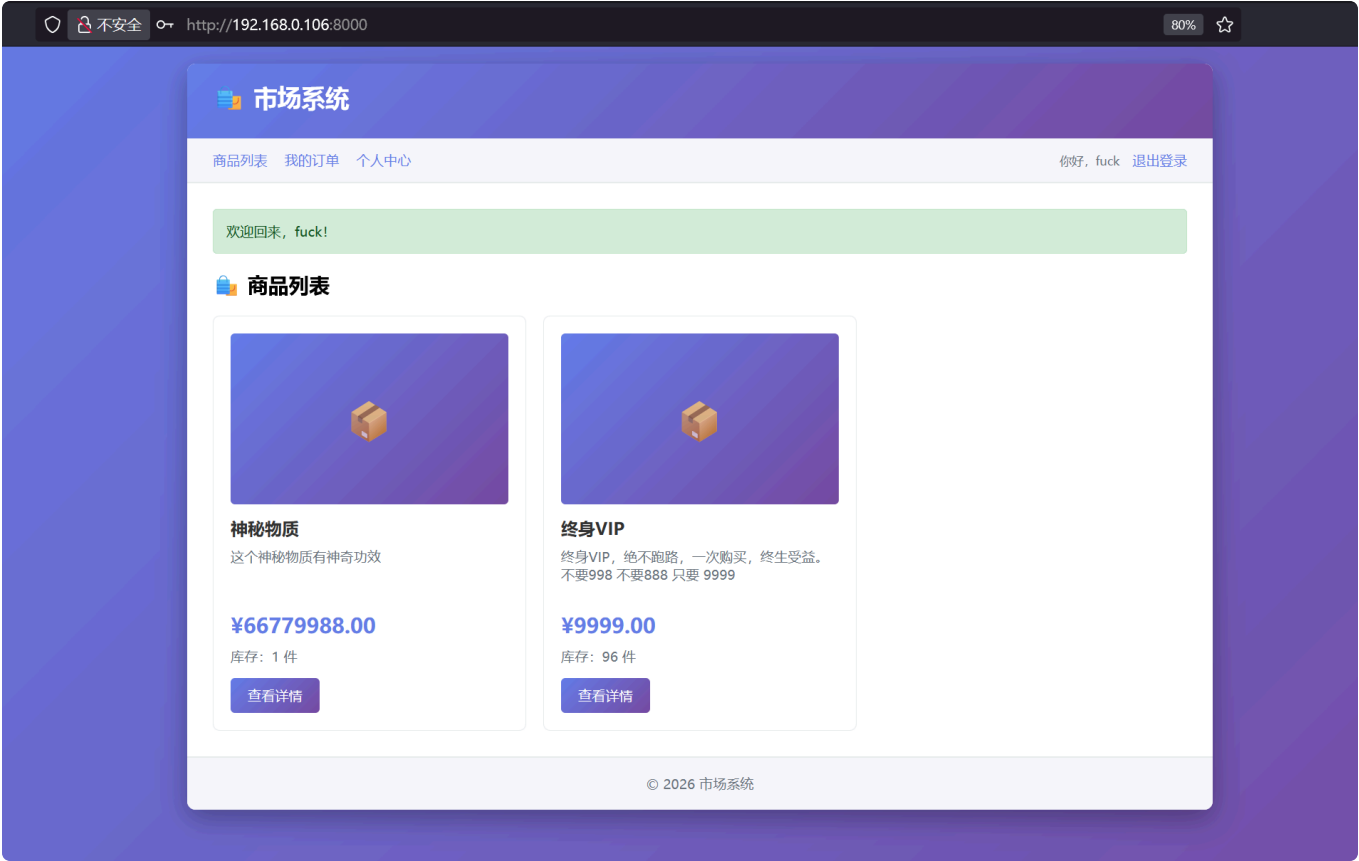 不安全 http://192.168.0.106:8000 80%
市场系统
商品列表 我的订单 个人中心 你好，fuck 退出登录
欢迎回来，fuck！
商品列表
神秘物质
这个神秘物质有神奇功效
¥66779988.00
库存：1 件
查看详情
终身VIP
终身VIP，绝不跑路，一次购买，终生受益。
不要998 不要888 只要 9999
¥9999.00
库存：96 件
查看详情
© 2026 市场系统